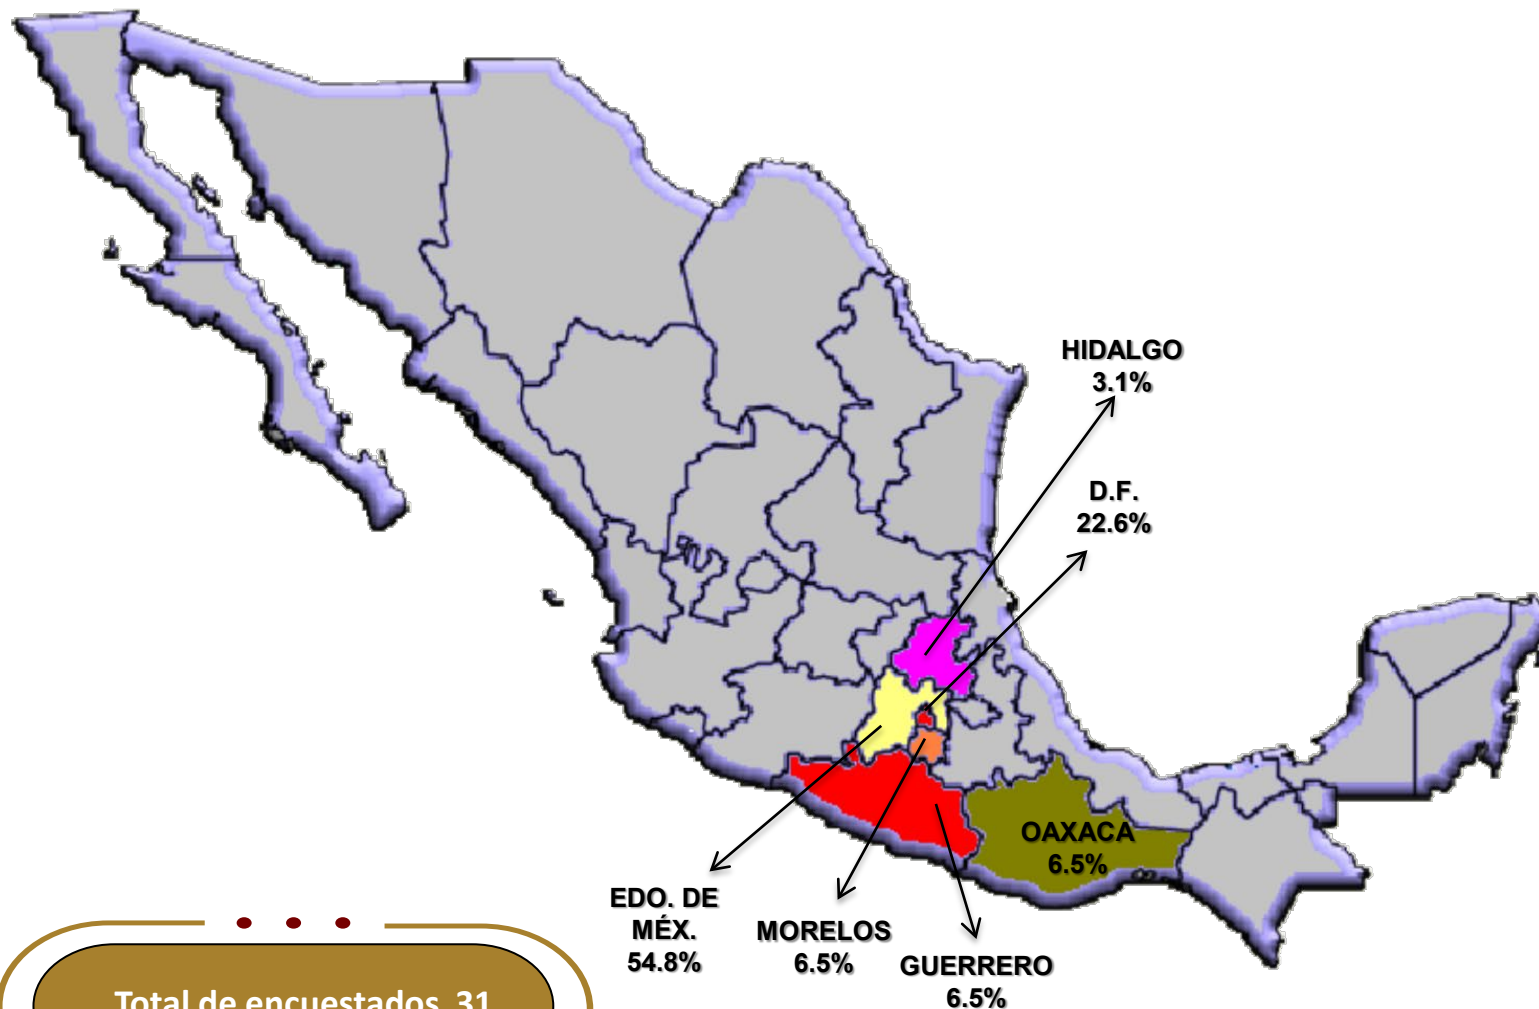 HIDALGO
3.1%
D.F.
22.6%
OAXACA
6.5%
EDO. DE
MÉX.
54.8%
MORELOS
6.5%
GUERRERO
6.5%
Total de encuestados 31